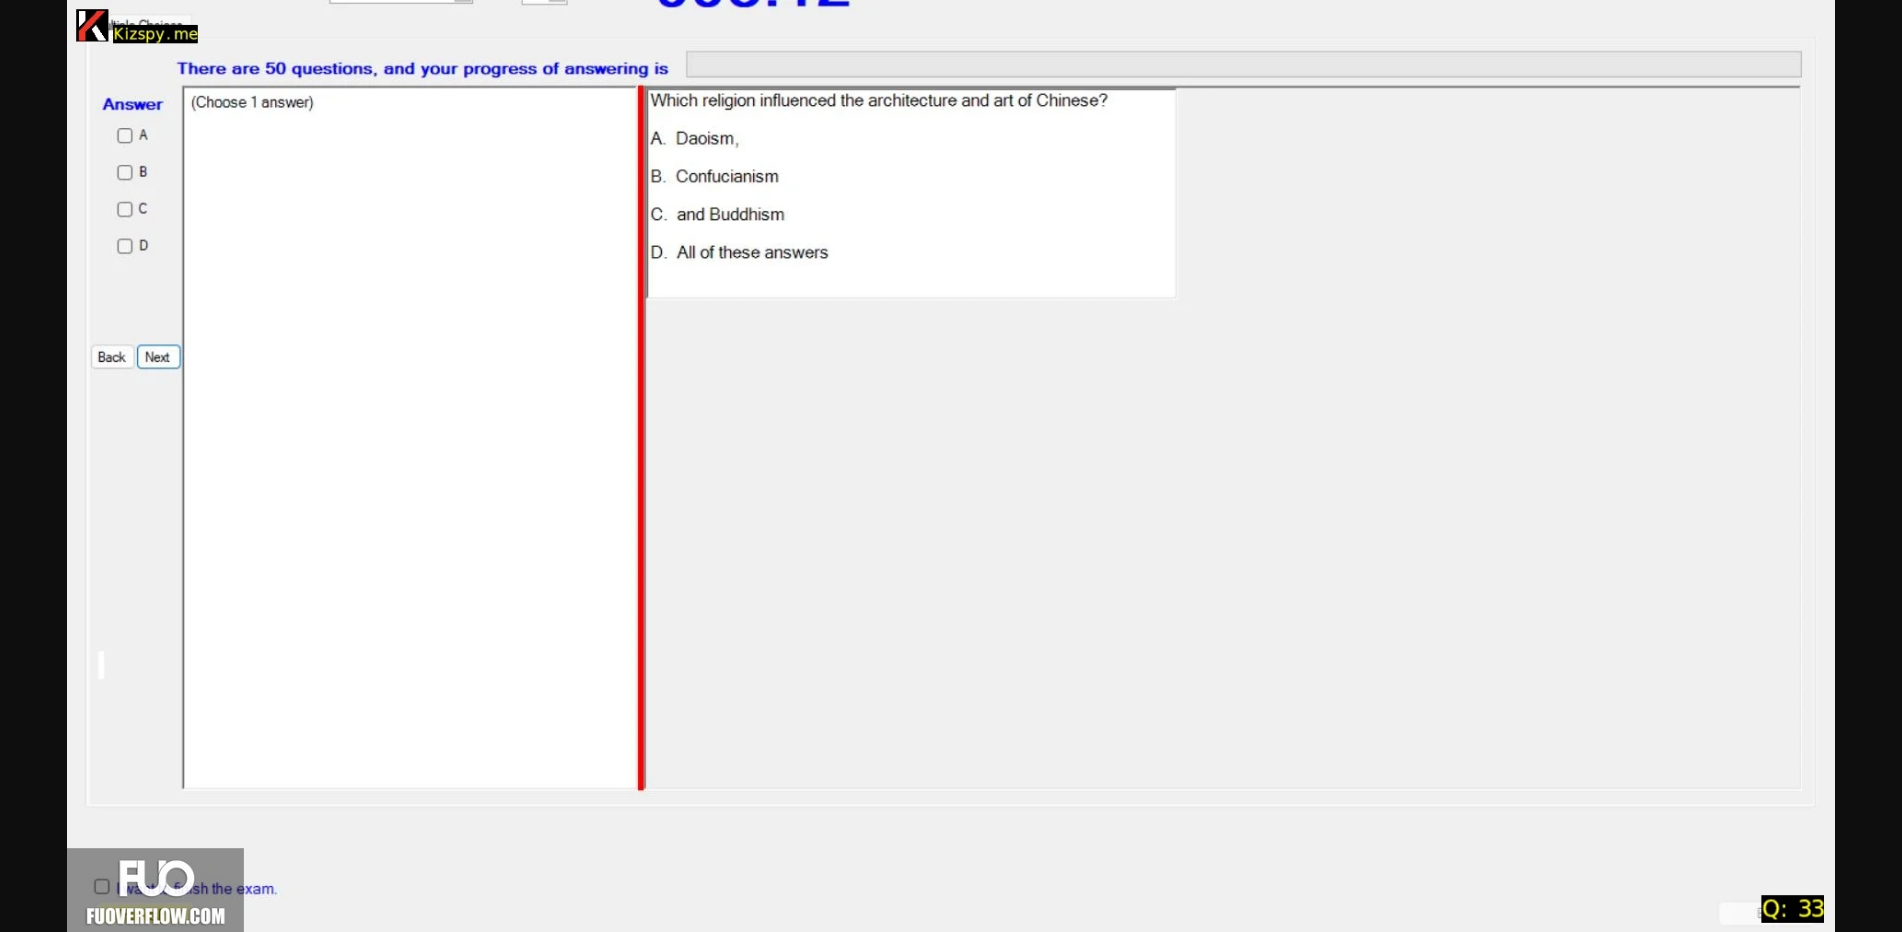 Kizspy.me
There are 50 questions, and your progress of answering is
Answer
(Choose 1 answer)
A
B
C
D
Back
Next
Which religion influenced the architecture and art of Chinese?
A. Daoism,
B. Confucianism
C. and Buddhism
D. All of these answers
FUO
the exam.
FUOVERFLOW.COM
Q: 33